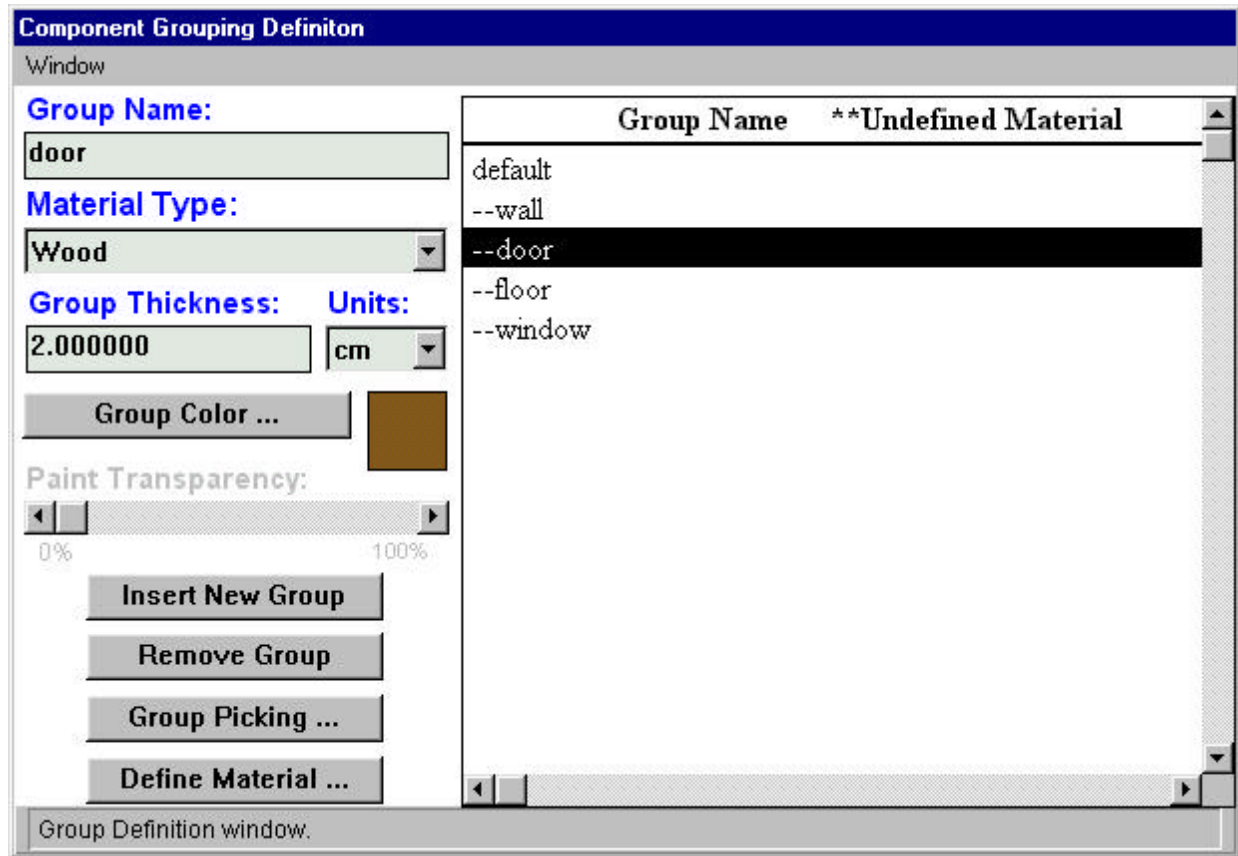 Component Grouping Definiton
Window
Group Name:
door
Material Type:
Wood
Group Thickness: Units:
2.000000 cm
Group Color ...
Paint Transparency:
0% 100%
Insert New Group
Remove Group
Group Picking ...
Define Material ...
Group Name **Undefined Material
default
--wall
--door
--floor
--window
Group Definition window.